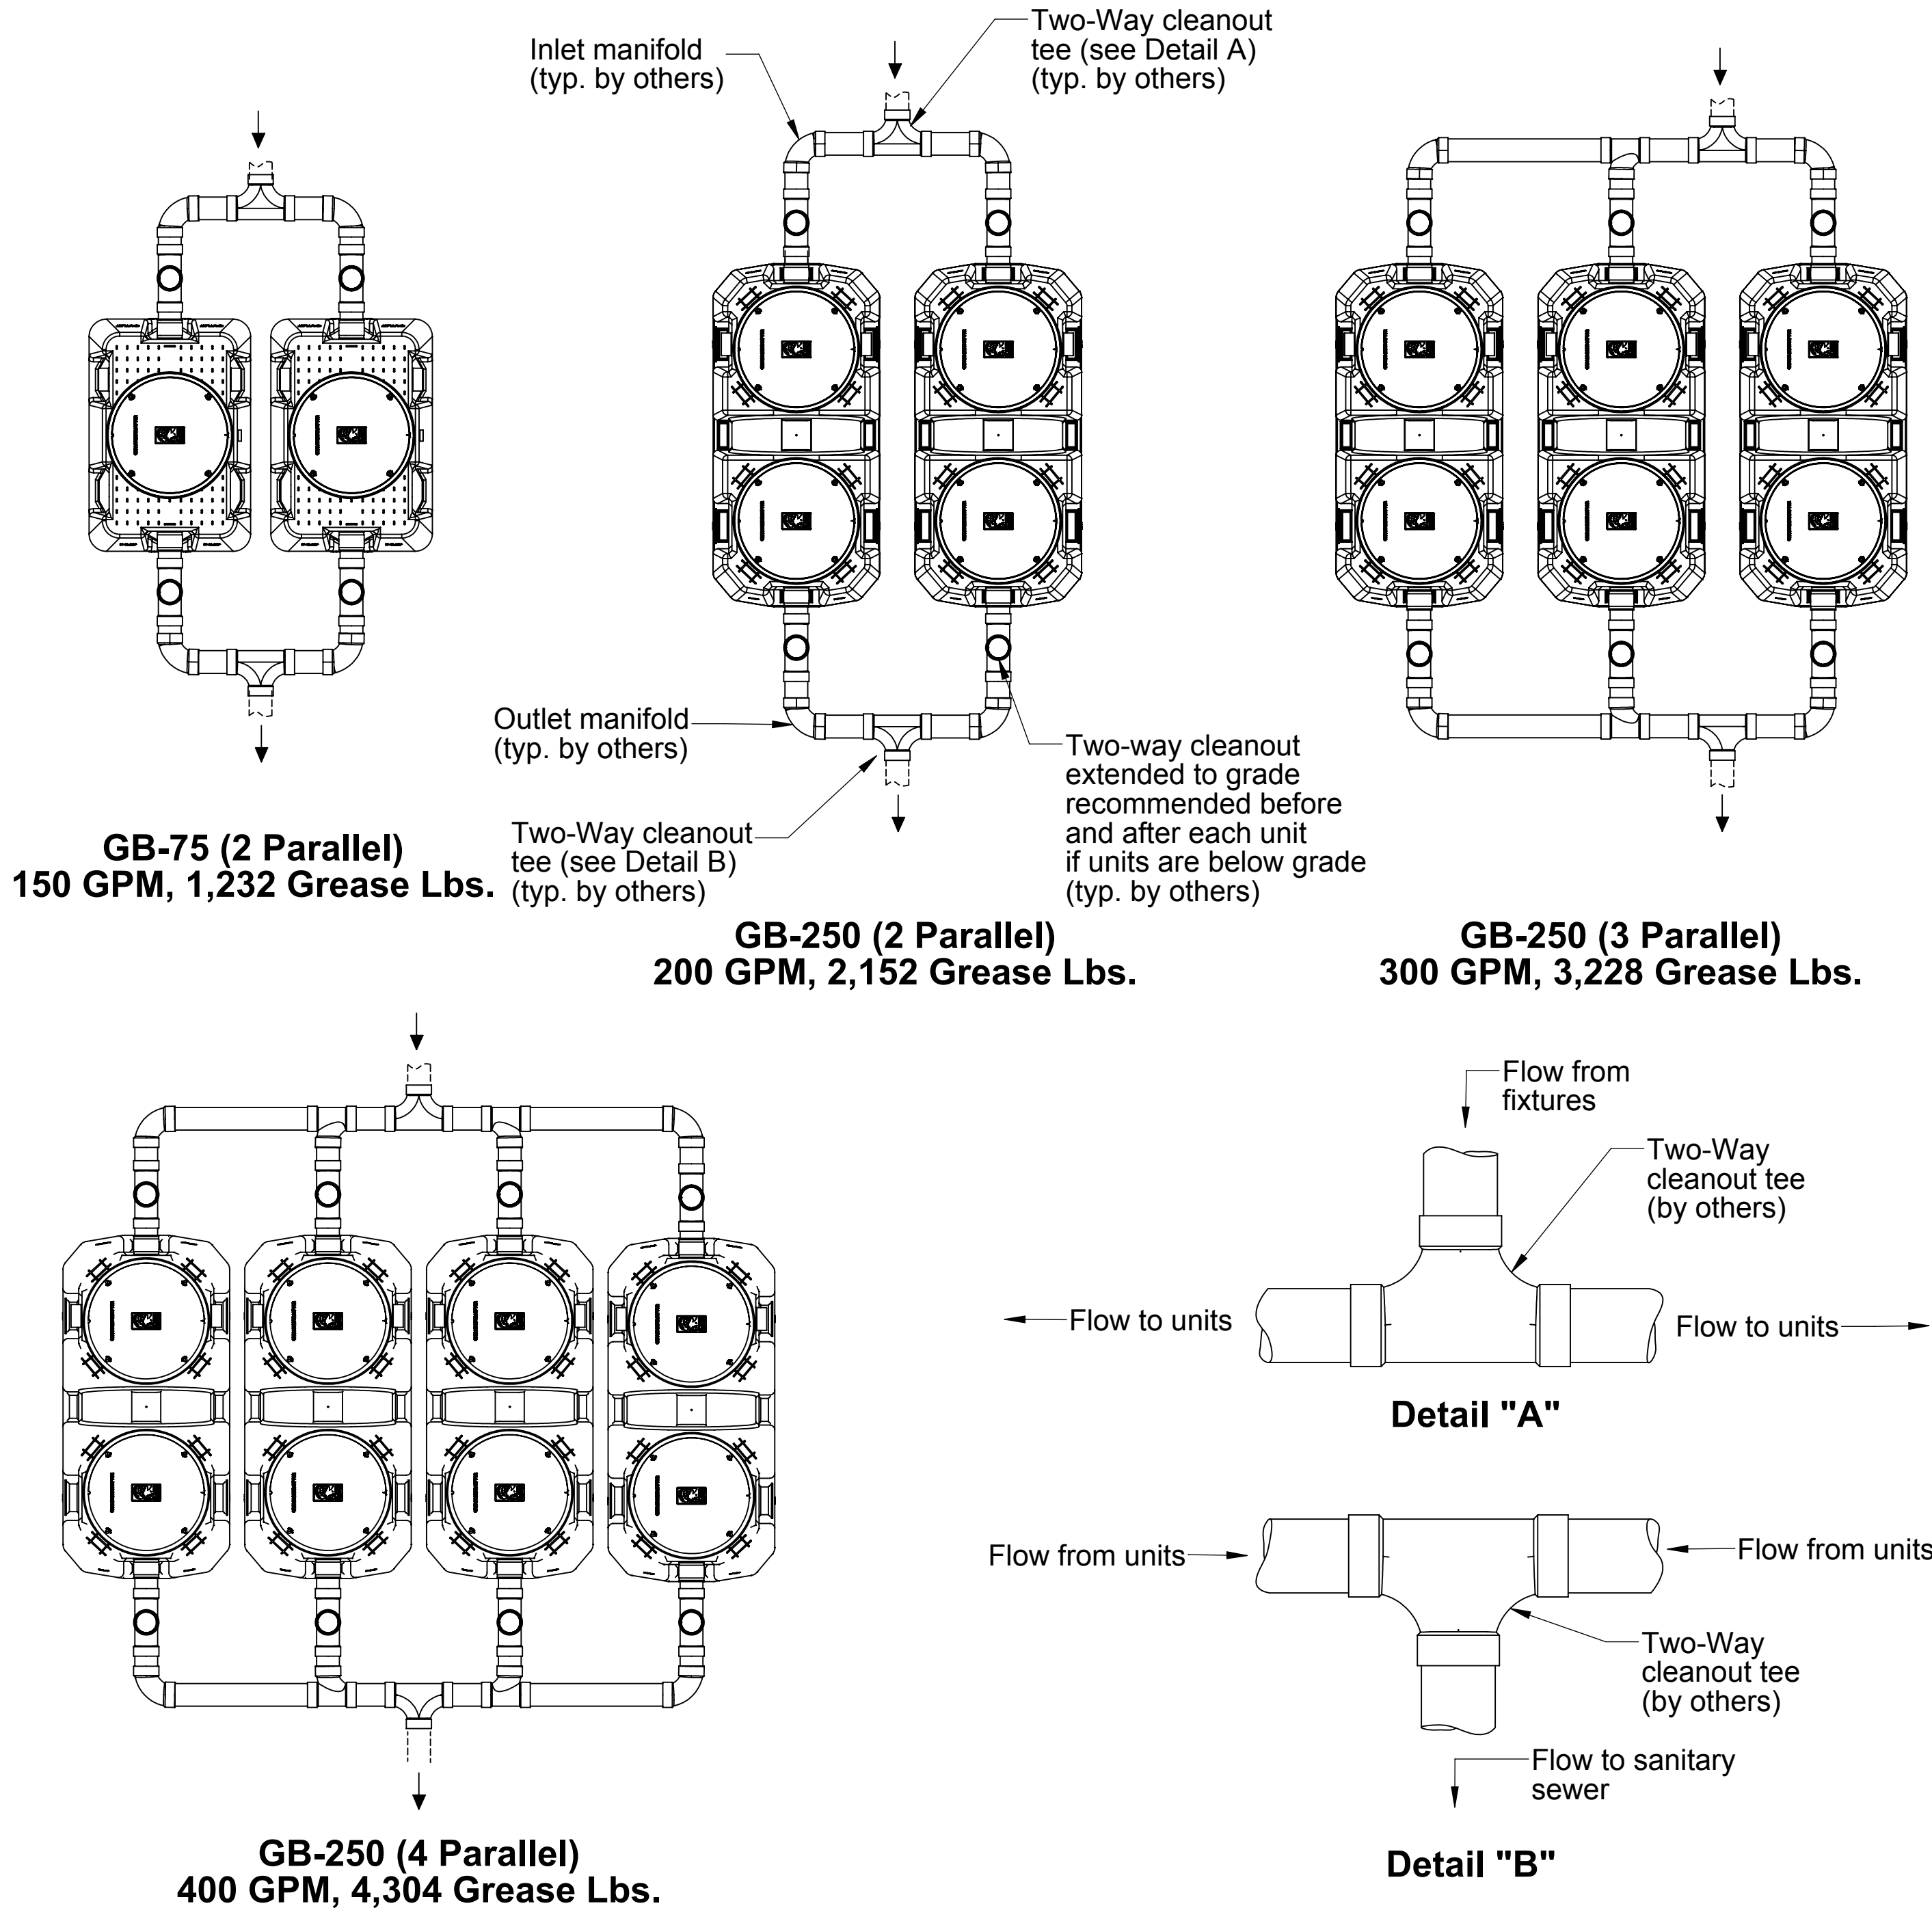 Inlet manifold
(typ. by others)
Two-Way cleanout
tee (see Detail A)
(typ. by others)
Outlet manifold
(typ. by others)
Two-Way cleanout
tee (see Detail B)
(typ. by others)
Two-way cleanout
extended to grade
recommended before
and after each unit
if units are below grade
(typ. by others)
GB-75 (2 Parallel)
150 GPM, 1,232 Grease Lbs.
GB-250 (2 Parallel)
200 GPM, 2,152 Grease Lbs.
GB-250 (3 Parallel)
300 GPM, 3,228 Grease Lbs.
GB-250 (4 Parallel)
400 GPM, 4,304 Grease Lbs.
Flow from
fixtures
Two-Way
cleanout tee
(by others)
Flow to units
Flow to units
Detail "A"
Flow from units
Flow from units
Two-Way
cleanout tee
(by others)
Flow to sanitary
sewer
Detail "B"